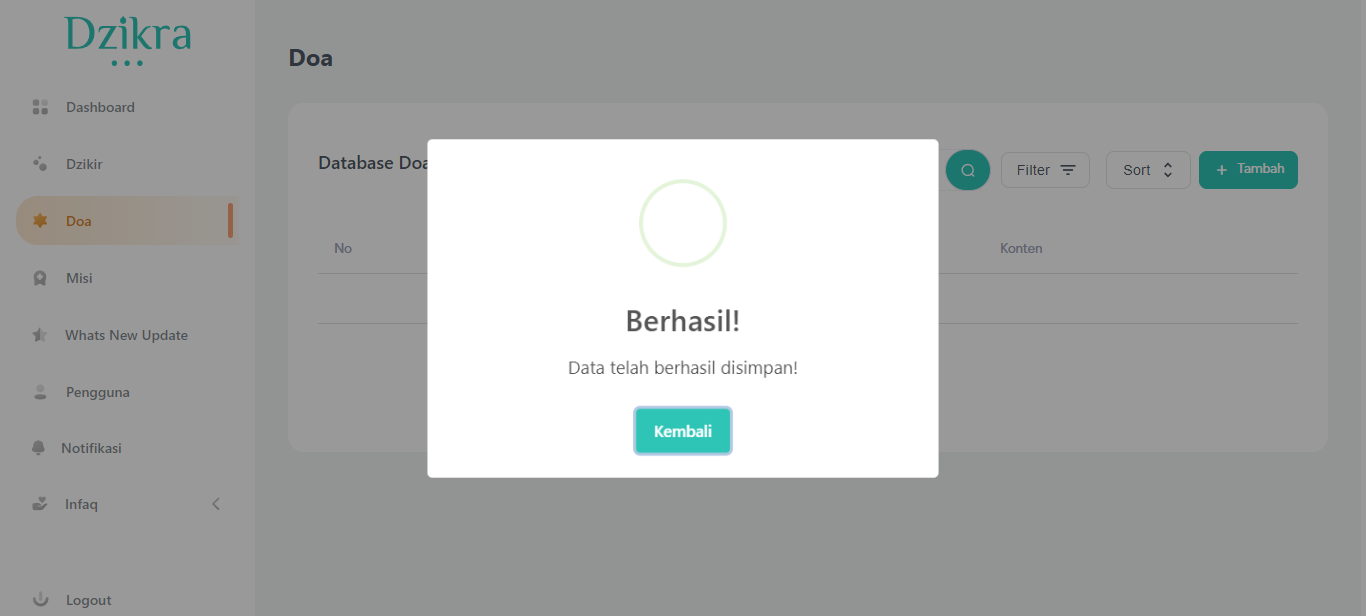 Dzikra
Dashboard
Dzikir
Doa
Misi
Whats New Update
Pengguna
Notifikasi
Infaq
Logout
Doa
Database Doa
Filter
Sort
+ Tambah
No
Konten
Berhasil!
Data telah berhasil disimpan!
Kembali